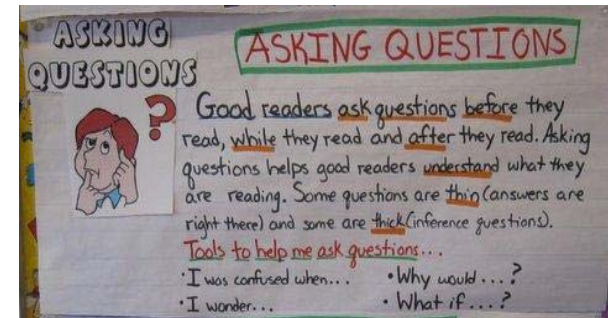 ASKING
QUESTIONS
ASKING QUESTIONS
?
Good readers ask questions before they
read, while they read and after they read. Asking
questions helps good readers understand what they
are reading. Some questions are thin (answers are
right there) and some are thick (inference questions).
Tools to help me ask questions...
· I was confused when...
· I wonder...
• Why would...?
• What if...?